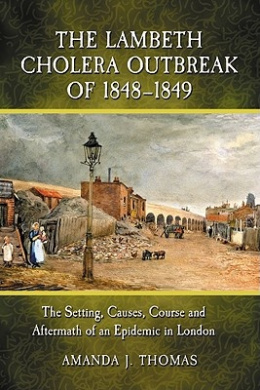 THE LAMBETH
CHOLERA OUTBREAK
OF 1848–1849
The Setting, Causes, Course and
Aftermath of an Epidemic in London
AMANDA J. THOMAS